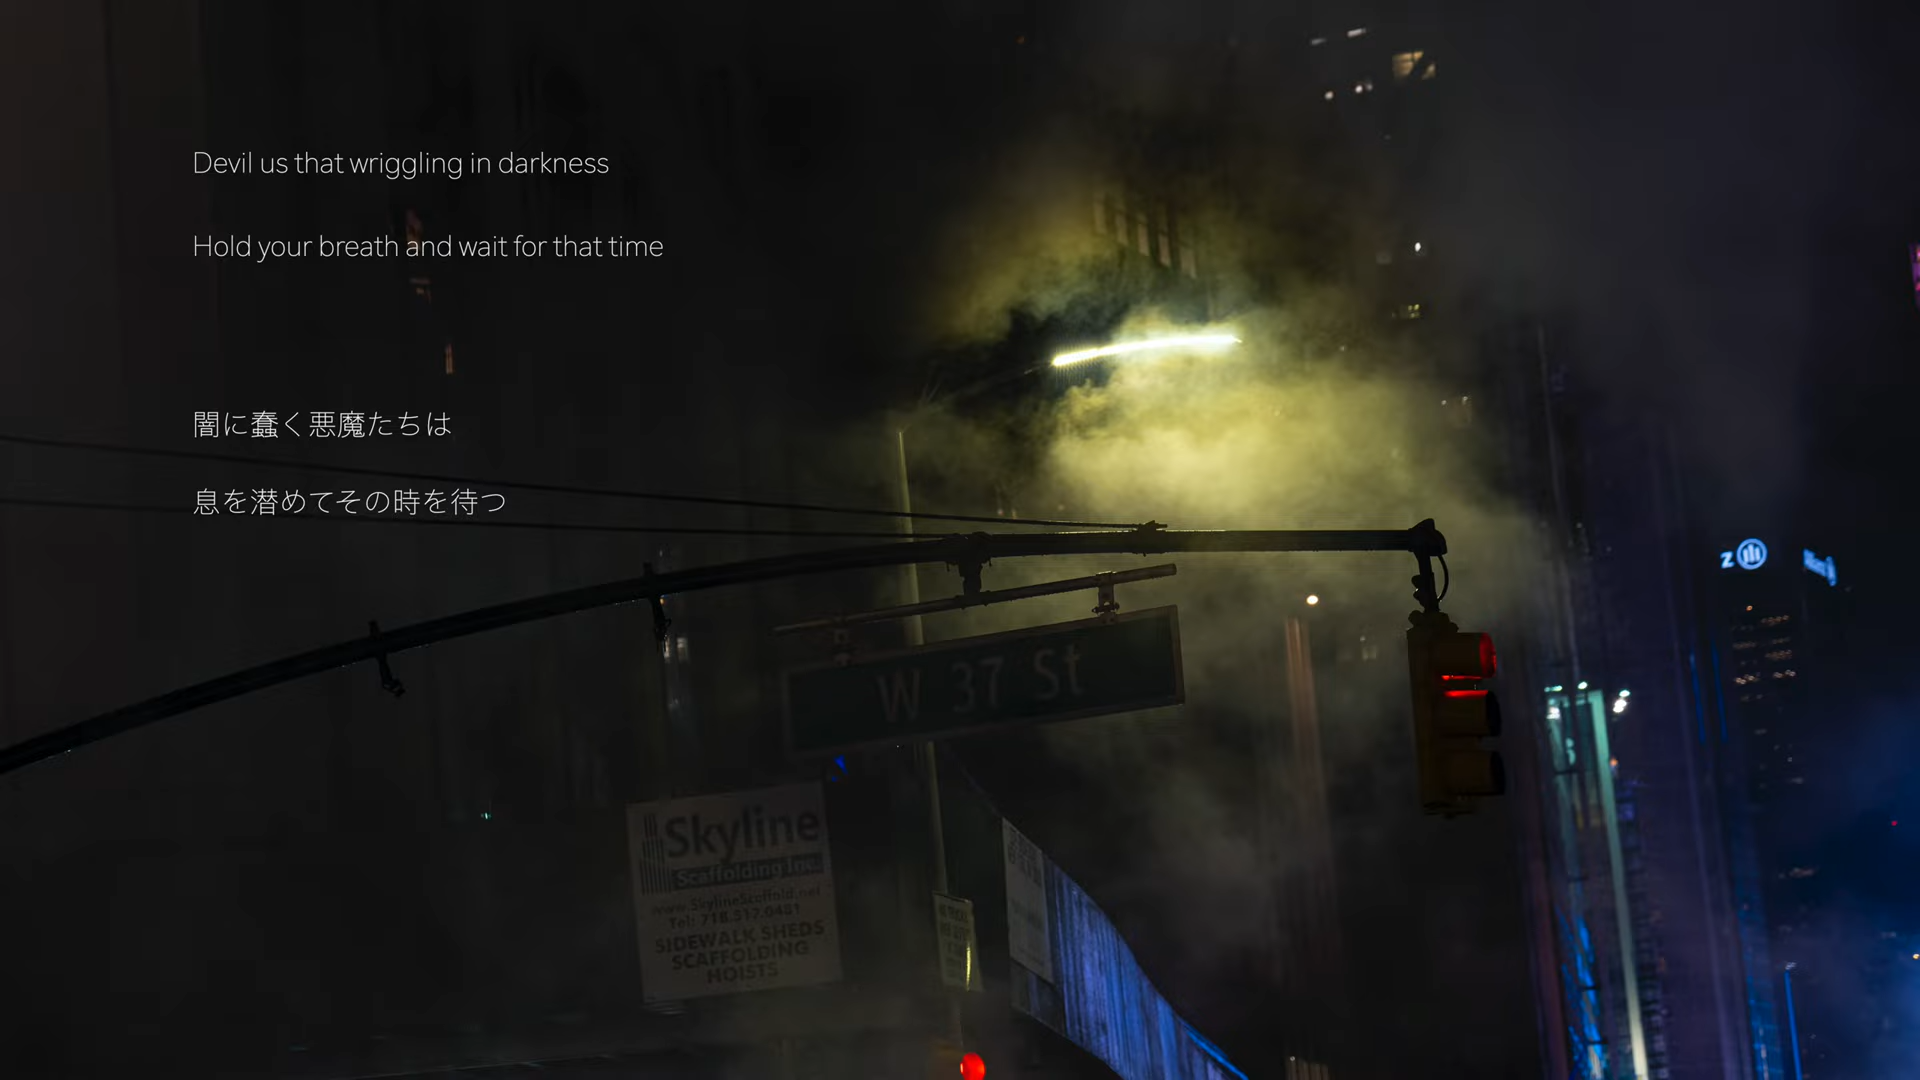 Devil us that wriggling in darkness
Hold your breath and wait for that time
闇に蠢く悪魔たちは
息を潜めてその時を待つ
W 37 St
Skyline
Scaffolding Inc.
www.SkylineScaffold.net
Tel: 718.517.0481
SIDEWALK SHEDS
SCAFFOLDING
HOISTS
Allianz